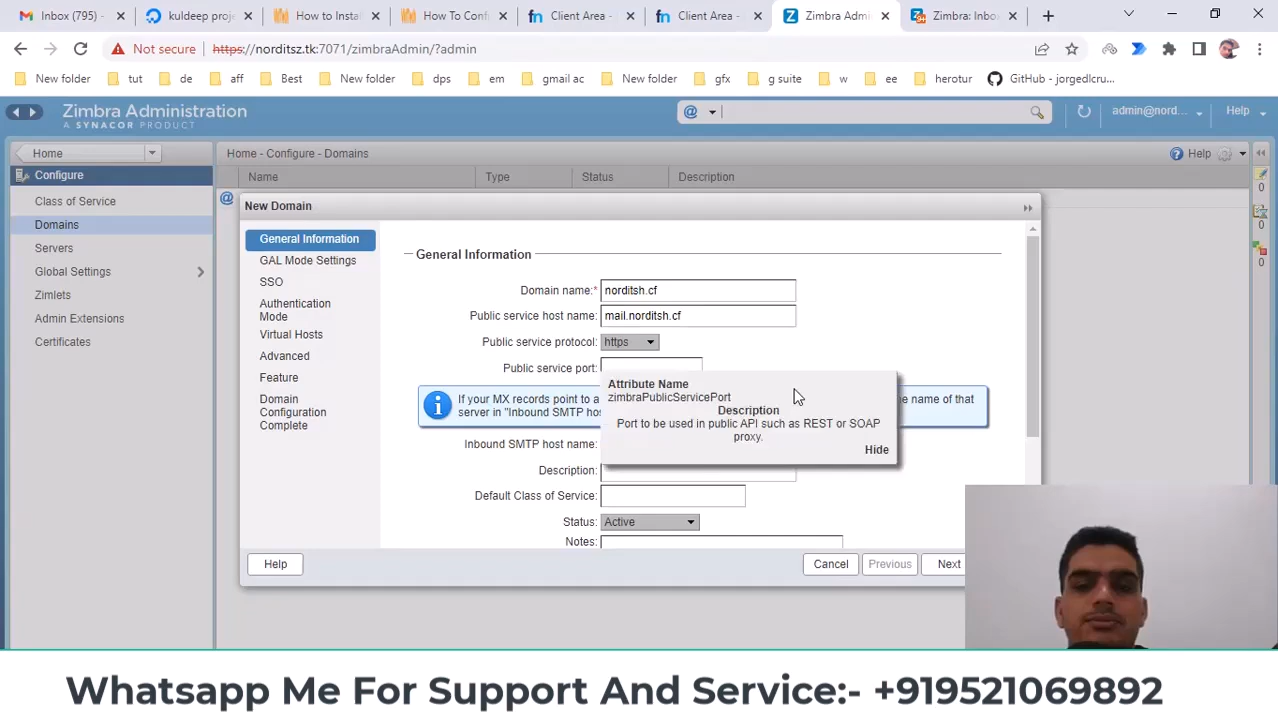 Inbox (795) -
kuldeep proje
How to Instal
How To Conf
Client Area -
Client Area -
Zimbra Admi
Zimbra: Inbo
Not secure
https://norditsz.tk:7071/zimbraAdmin/?admin
New folder
tut
de
aff
Best
New folder
dps
em
gmail ac
New folder
gfx
g suite
w
ee
herotur
GitHub - jorgedlcru...
Zimbra Administration
A SYNACOR PRODUCT
@
admin@nord...
Help
Home
Home - Configure - Domains
Help
Configure
Name
Type
Status
Description
0
Class of Service
Domains
Servers
Global Settings
Zimlets
Admin Extensions
Certificates
@
0
0
New Domain
General Information
GAL Mode Settings
SSO
Authentication
Mode
Virtual Hosts
Advanced
Feature
Domain
Configuration
Complete
General Information
Domain name:* norditsh.cf
Public service host name: mail.norditsh.cf
Public service protocol: https
Public service port:
If your MX records point to a
server in "Inbound SMTP hos
he name of that
Attribute Name
zimbraPublicServicePort
Description
Port to be used in public API such as REST or SOAP
proxy.
Hide
Inbound SMTP host name:
Description:
Default Class of Service:
Status: Active
Notes:
Help
Cancel
Previous
Next
Whatsapp Me For Support And Service:- +919521069892